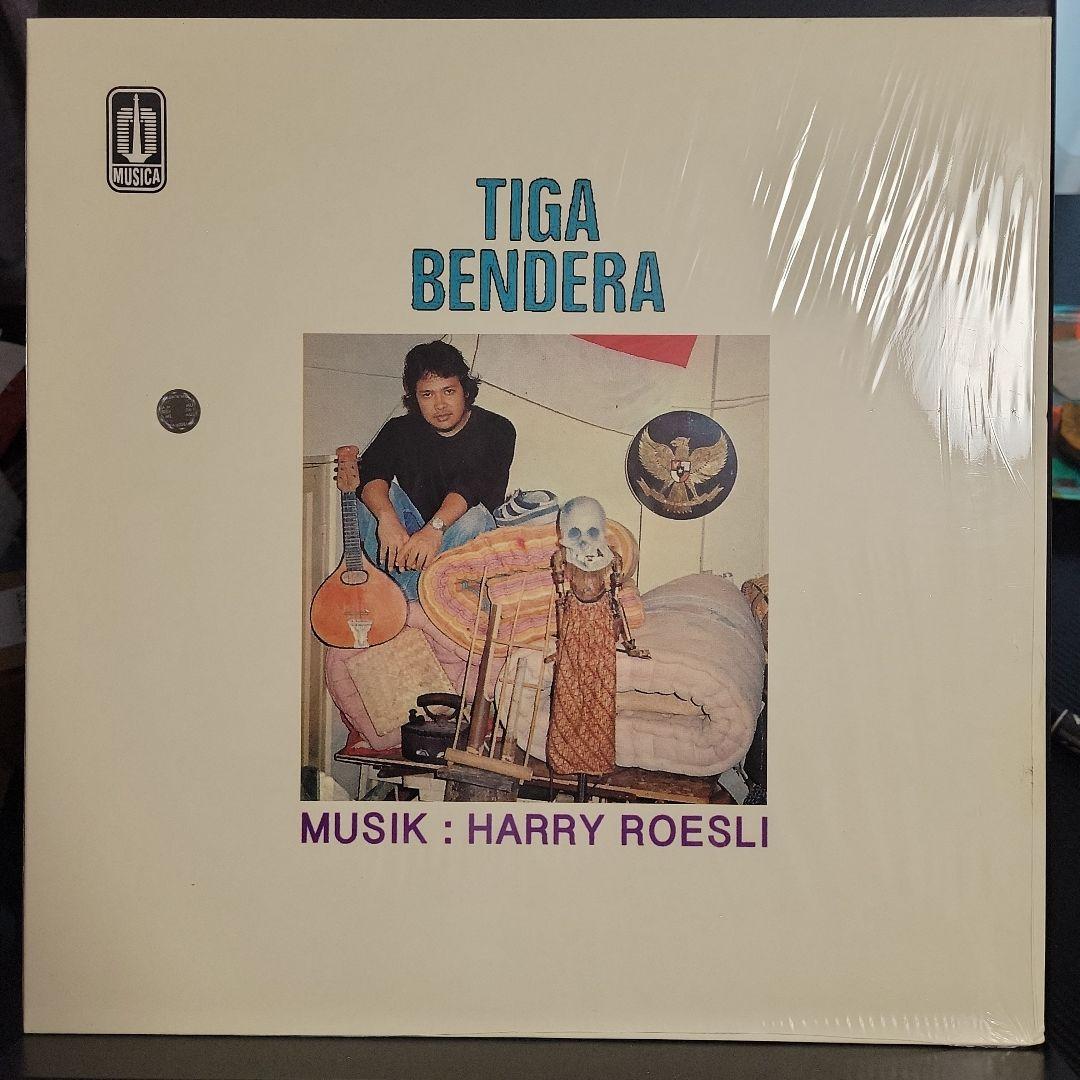 MUSICA
TIGA
BENDERA
MUSIK : HARRY ROESLI